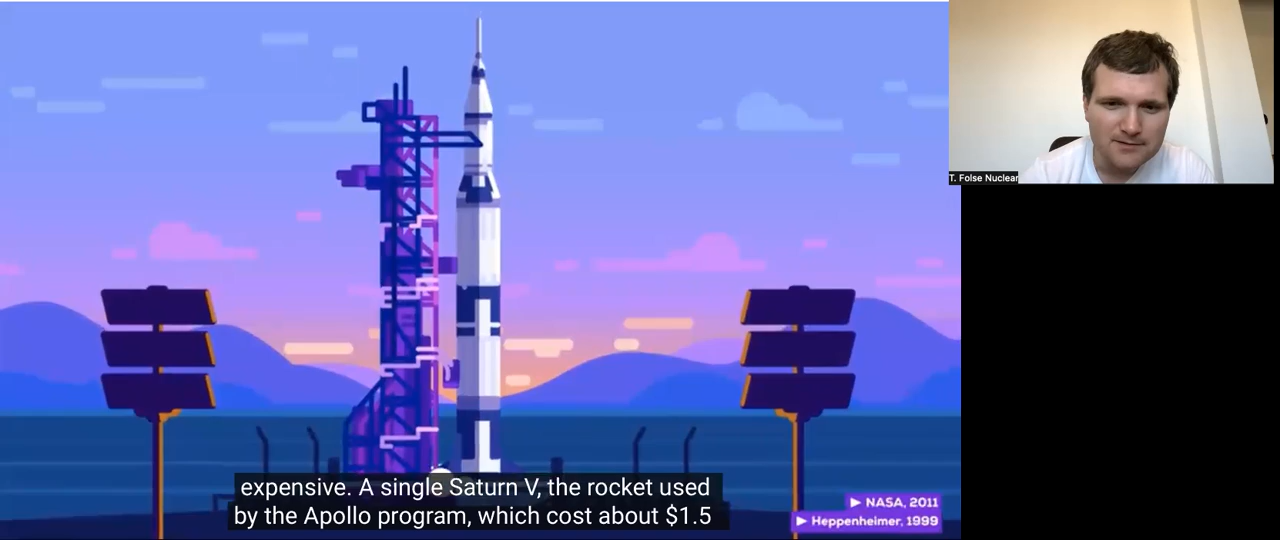 T. Folse Nuclear
expensive. A single Saturn V, the rocket used
by the Apollo program, which cost about $1.5
▶ NASA, 2011
▶ Heppenheimer, 1999